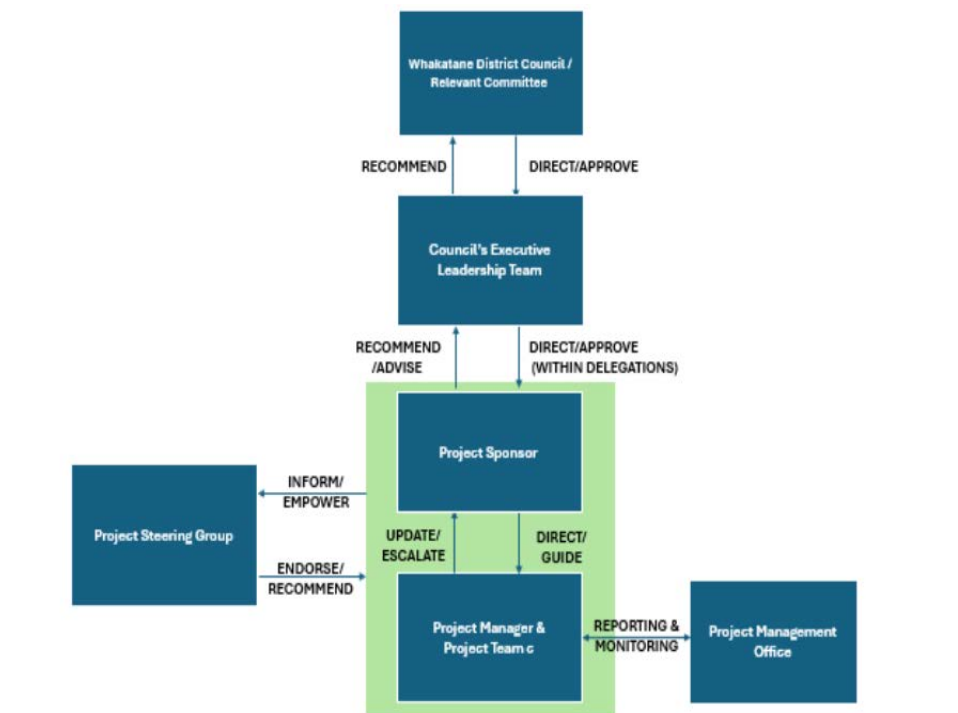 Whakatane District Council /
Relevant Committee
RECOMMEND
DIRECT/APPROVE
Council's Executive
Leadership Team
RECOMMEND
/ADVISE
DIRECT/APPROVE
(WITHIN DELEGATIONS)
Project Sponsor
INFORM/
EMPOWER
Project Steering Group
UPDATE/
ESCALATE
DIRECT/
GUIDE
ENDORSE/
RECOMMEND
Project Manager &
Project Team c
REPORTING &
MONITORING
Project Management
Office